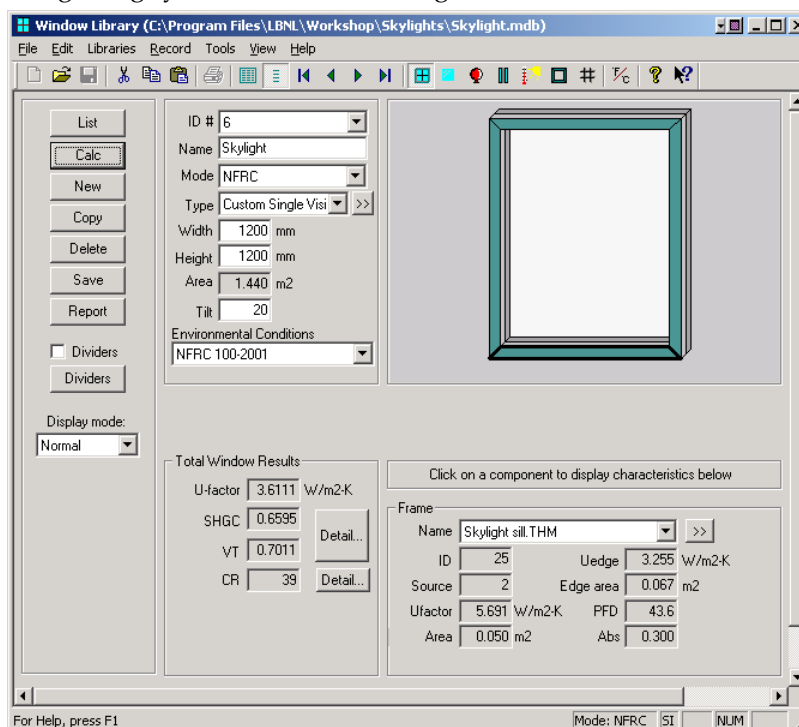 Window Library (C:\Program Files\LBNL\Workshop\Skylights\Skylight.mdb)
File Edit Libraries Record Tools View Help
List
Calc
New
Copy
Delete
Save
Report
Dividers
Dividers
Display mode:
Normal
ID # 6
Name Skylight
Mode NFRC
Type Custom Single Visi >>
Width 1200 mm
Height 1200 mm
Area 1.440 m2
Tilt 20
Environmental Conditions
NFRC 100-2001
Total Window Results
U-factor 3.6111 W/m2-K
SHGC 0.6595
VT 0.7011
Detail...
CR 39 Detail...
Click on a component to display characteristics below
Frame
Name Skylight sill.THM >>
ID 25 Uedge 3.255 W/m2-K
Source 2 Edge area 0.067 m2
Ufactor 5.691 W/m2-K PFD 43.6
Area 0.050 m2 Abs 0.300
For Help, press F1 Mode: NFRC SI NUM